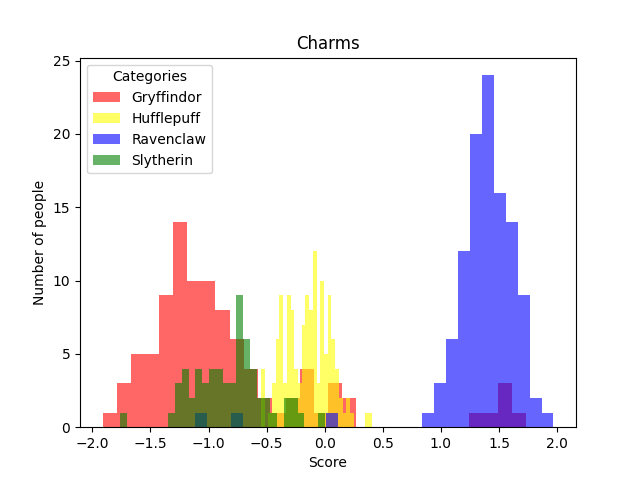 Charms
25
20
15
10
5
0
Number of people
Categories
Gryffindor
Hufflepuff
Ravenclaw
Slytherin
−2.0 −1.5 −1.0 −0.5 0.0 0.5 1.0 1.5 2.0
Score